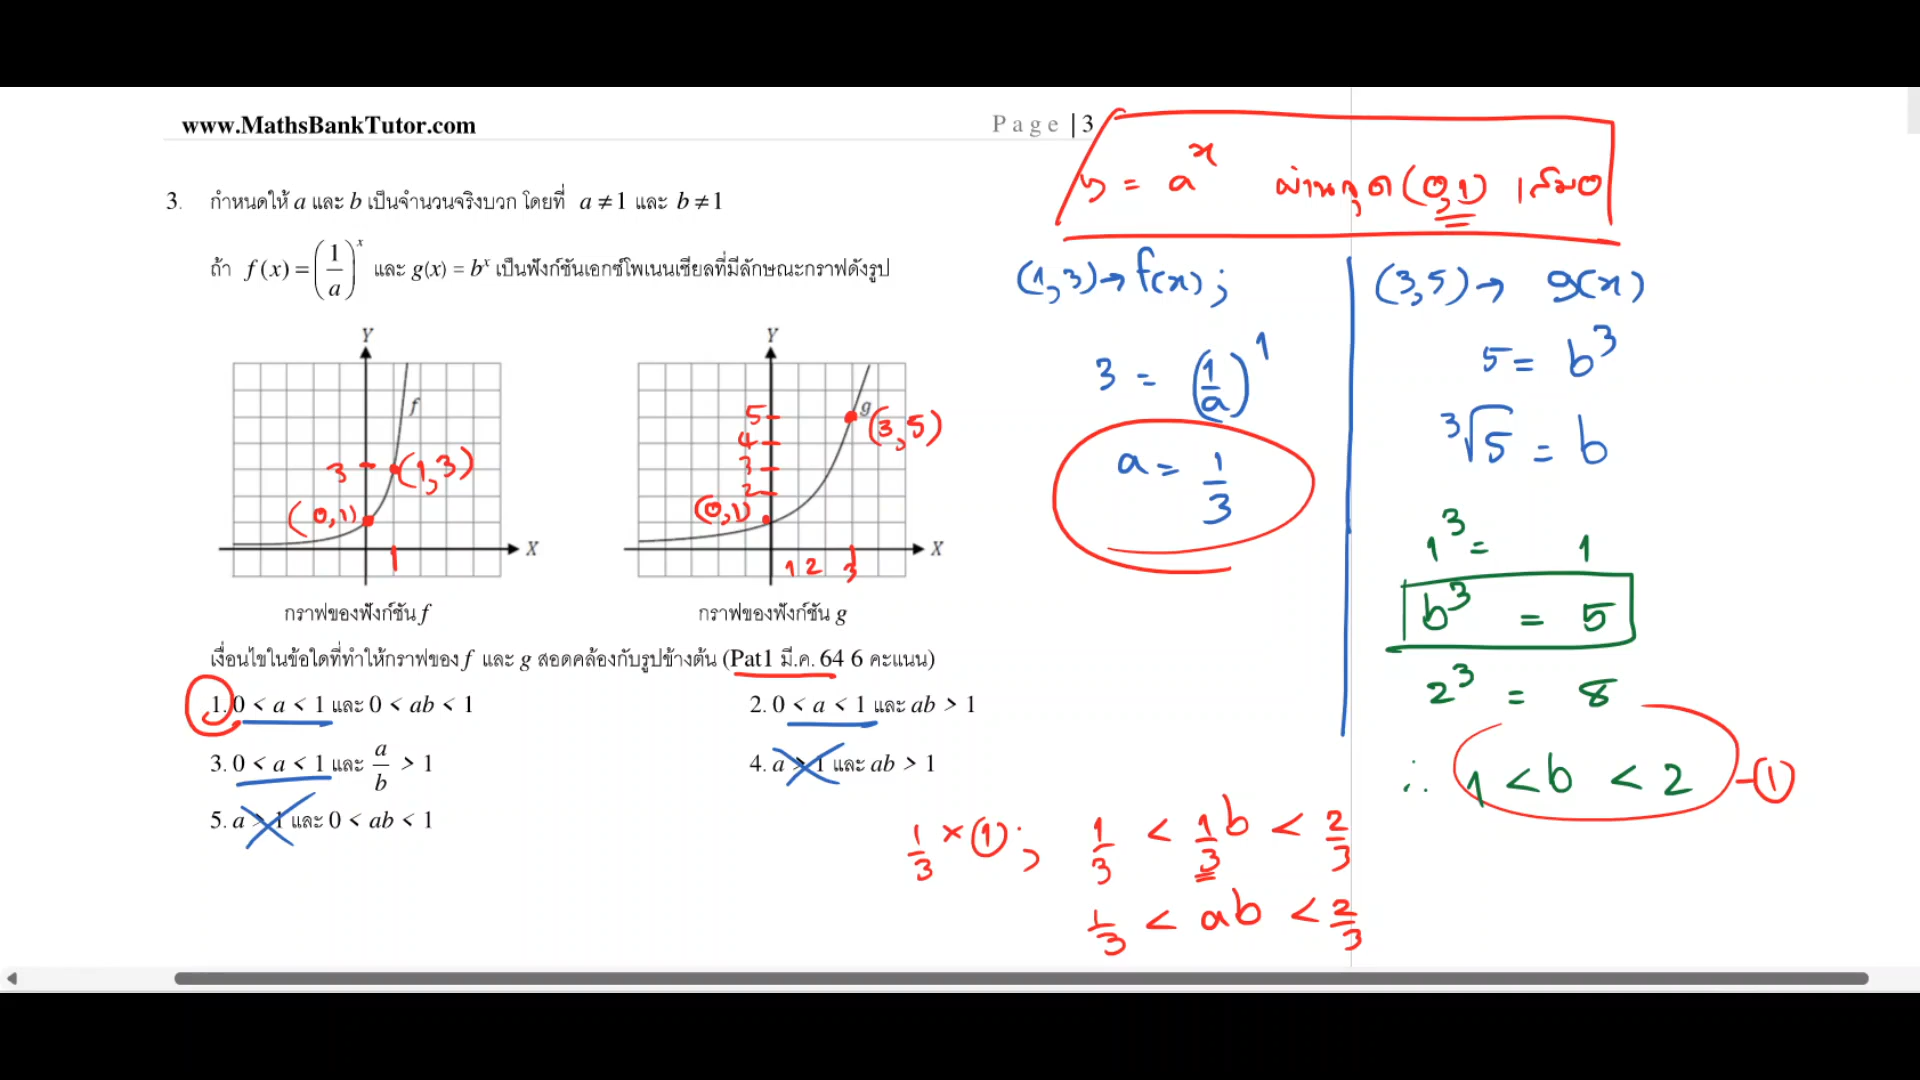 www.MathsBankTutor.com
Page | 3
3. กำหนดให้ a และ b เป็นจำนวนจริงบวก โดยที่ a ≠ 1 และ b ≠ 1
ถ้า f(x) = (1/a)^x และ g(x) = b^x เป็นฟังก์ชันเอกซ์โพเนนเชียลที่มีลักษณะกราฟดังรูป
Y
f
3
(1,3)
(0,1)
1
X
กราฟของฟังก์ชัน f
Y
g
5
(3,5)
4
3
2
(0,1)
1 2 3
X
กราฟของฟังก์ชัน g
เงื่อนไขในข้อใดที่ทำให้กราฟของ f และ g สอดคล้องกับรูปข้างต้น (Pat1 มี.ค. 64 6 คะแนน)
1. 0 < a < 1 และ 0 < ab < 1
2. 0 < a < 1 และ ab > 1
3. 0 < a < 1 และ a/b > 1
4. a > 1 และ ab > 1
5. a > 1 และ 0 < ab < 1
y = a^x ผ่านจุด (0,1) เสมอ
(1,3) → f(x);
3 = (1/a)^1
a = 1/3
(3,5) → g(x)
5 = b^3
∛5 = b
1^3 = 1
b^3 = 5
2^3 = 8
∴ 1 < b < 2 —①
1/3 × ①; 1/3 < 1/3 b < 2/3
1/3 < ab < 2/3